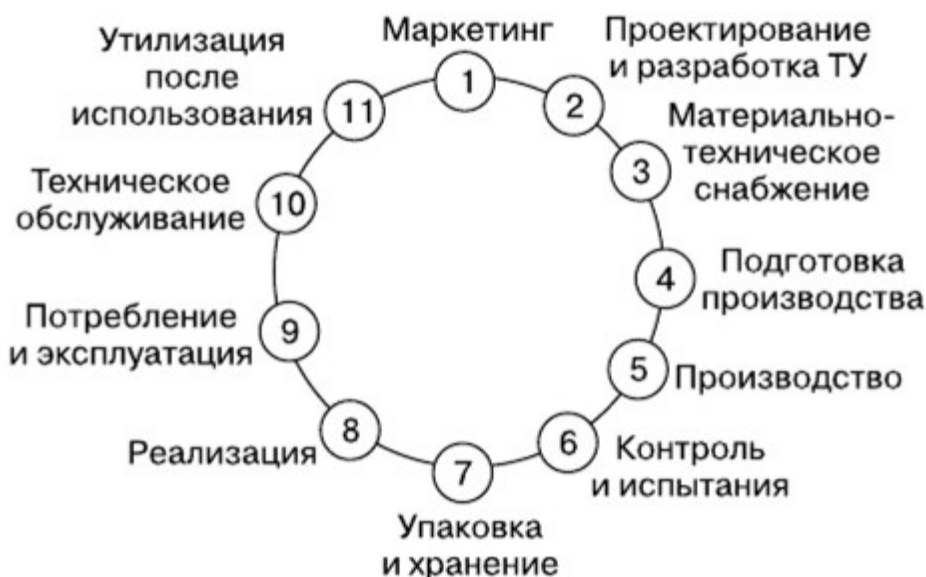 Маркетинг
1
Проектирование
и разработка ТУ
2
Материально-
техническое
снабжение
3
Подготовка
производства
4
Производство
5
Контроль
и испытания
6
Упаковка
и хранение
7
Реализация
8
Потребление
и эксплуатация
9
Техническое
обслуживание
10
Утилизация
после
использования
11